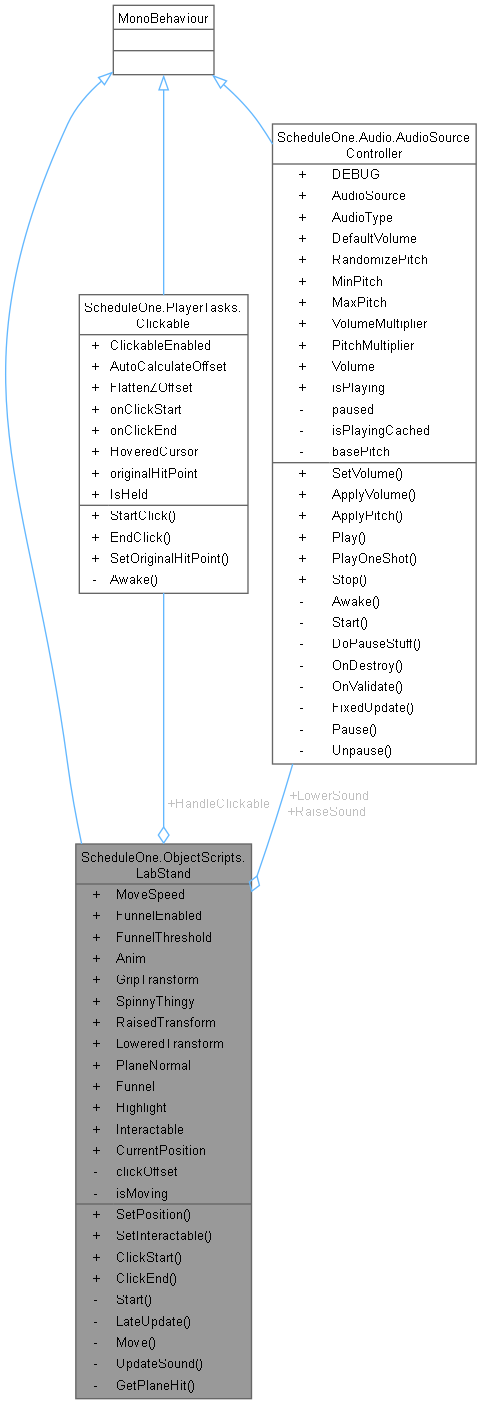 MonoBehaviour
ScheduleOne.Audio.AudioSource
Controller
+ DEBUG
+ AudioSource
+ AudioType
+ DefaultVolume
+ RandomizePitch
+ MinPitch
+ MaxPitch
+ VolumeMultiplier
+ PitchMultiplier
+ Volume
+ isPlaying
- paused
- isPlayingCached
- basePitch
+ SetVolume()
+ ApplyVolume()
+ ApplyPitch()
+ Play()
+ PlayOneShot()
+ Stop()
- Awake()
- Start()
- DoPauseStuff()
- OnDestroy()
- OnValidate()
- FixedUpdate()
- Pause()
- Unpause()
ScheduleOne.PlayerTasks.
Clickable
+ ClickableEnabled
+ AutoCalculateOffset
+ FlattenZOffset
+ onClickStart
+ onClickEnd
+ HoveredCursor
+ originalHitPoint
+ IsHeld
+ StartClick()
+ EndClick()
+ SetOriginalHitPoint()
- Awake()
+HandleClickable
+LowerSound
+RaiseSound
ScheduleOne.ObjectScripts.
LabStand
+ MoveSpeed
+ FunnelEnabled
+ FunnelThreshold
+ Anim
+ GripTransform
+ SpinnyThingy
+ RaisedTransform
+ LoweredTransform
+ PlaneNormal
+ Funnel
+ Highlight
+ Interactable
+ CurrentPosition
- clickOffset
- isMoving
+ SetPosition()
+ SetInteractable()
+ ClickStart()
+ ClickEnd()
- Start()
- LateUpdate()
- Move()
- UpdateSound()
- GetPlaneHit()